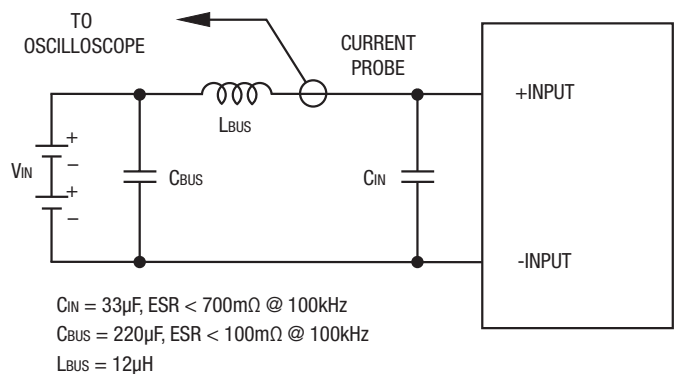 TO
OSCILLOSCOPE
CURRENT
PROBE
+INPUT
LBUS
VIN
+
−
+
−
CBUS
CIN
-INPUT
CIN = 33µF, ESR < 700mΩ @ 100kHz
CBUS = 220µF, ESR < 100mΩ @ 100kHz
LBUS = 12µH